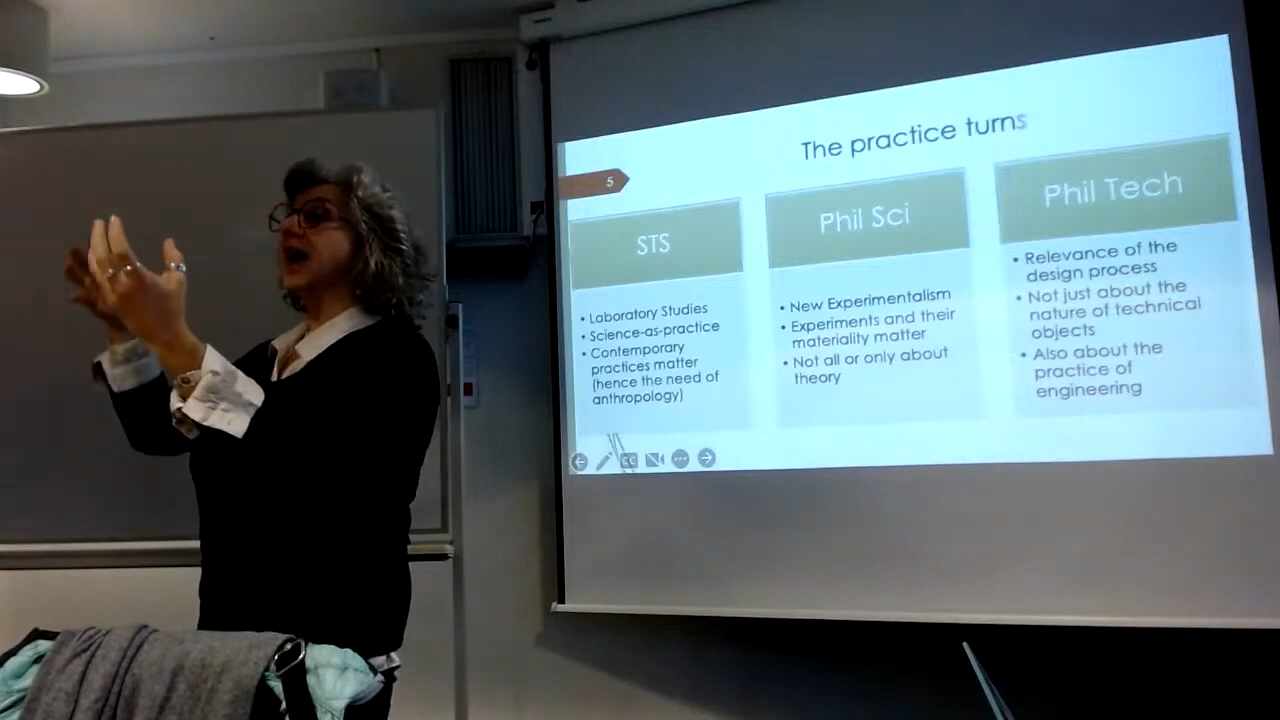 The practice turns
5
STS
• Laboratory Studies
• Science-as-practice
• Contemporary
practices matter
(hence the need of
anthropology)
Phil Sci
• New Experimentalism
• Experiments and their
materiality matter
• Not all or only about
theory
Phil Tech
• Relevance of the
design process
• Not just about the
nature of technical
objects
• Also about the
practice of
engineering
CC